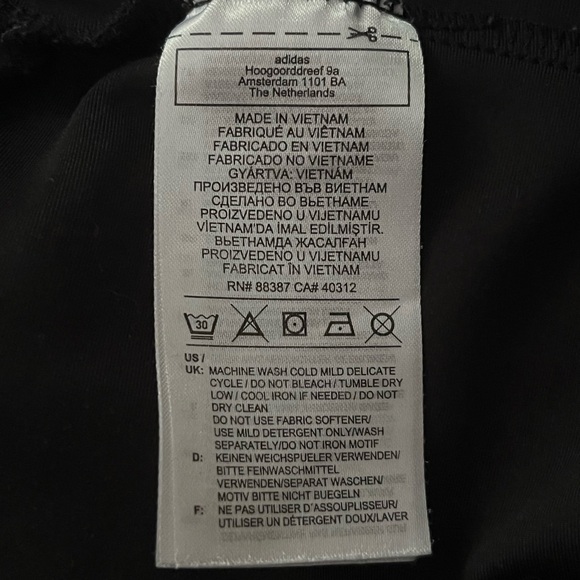 adidas
Hoogoorddreef 9a
Amsterdam 1101 BA
The Netherlands
MADE IN VIETNAM
FABRIQUÉ AU VIÊTNAM
FABRICADO EN VIETNAM
FABRICADO NO VIETNAME
GYÁRTVA: VIETNÁM
ПРОИЗВЕДЕНО ВЪВ ВИЕТНАМ
СДЕЛАНО ВО ВЬЕТНАМЕ
PROIZVEDENO U VIJETNAMU
VİETNAM'DA İMAL EDİLMİŞTİR.
ВЬЕТНАМДА ЖАСАЛҒАН
PROIZVEDENO U VIJETNAMU
FABRICAT ÎN VIETNAM
RN# 88387 CA# 40312
30
US /
UK: MACHINE WASH COLD MILD DELICATE
CYCLE / DO NOT BLEACH / TUMBLE DRY
LOW / COOL IRON IF NEEDED / DO NOT
DRY CLEAN
DO NOT USE FABRIC SOFTENER/
USE MILD DETERGENT ONLY/WASH
SEPARATELY/DO NOT IRON MOTIF
D: KEINEN WEICHSPUELER VERWENDEN/
BITTE FEINWASCHMITTEL
VERWENDEN/SEPARAT WASCHEN/
MOTIV BITTE NICHT BUEGELN
F: NE PAS UTILISER D'ASSOUPLISEUR/
UTILISER UN DÉTERGENT DOUX/LAVER